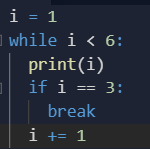 i = 1
while i < 6:
  print(i)
  if i == 3:
    break
  i += 1